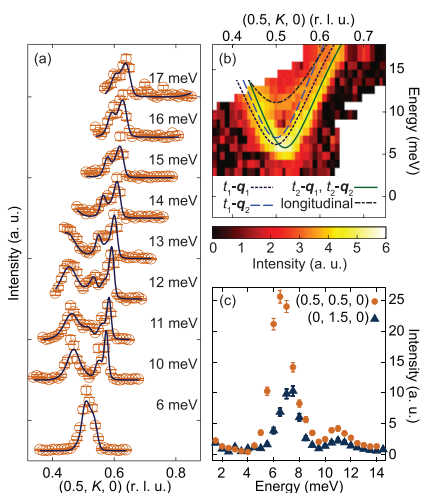 (a)
17 meV
16 meV
15 meV
14 meV
13 meV
12 meV
11 meV
10 meV
6 meV
Intensity (a. u.)
0.4 0.6 0.8
(0.5, K, 0) (r. l. u.)
(0.5, K, 0) (r. l. u.)
0.4 0.5 0.6 0.7
(b)
15
10
5
0
Energy (meV)
t1-q1 t2-q1, t2-q2
t1-q2 longitudinal
0 1 2 3 4 5 6
Intensity (a. u.)
(c)
(0.5, 0.5, 0)
(0, 1.5, 0)
25
20
15
10
5
0
Intensity (a. u.)
2 4 6 8 10 12 14
Energy (meV)